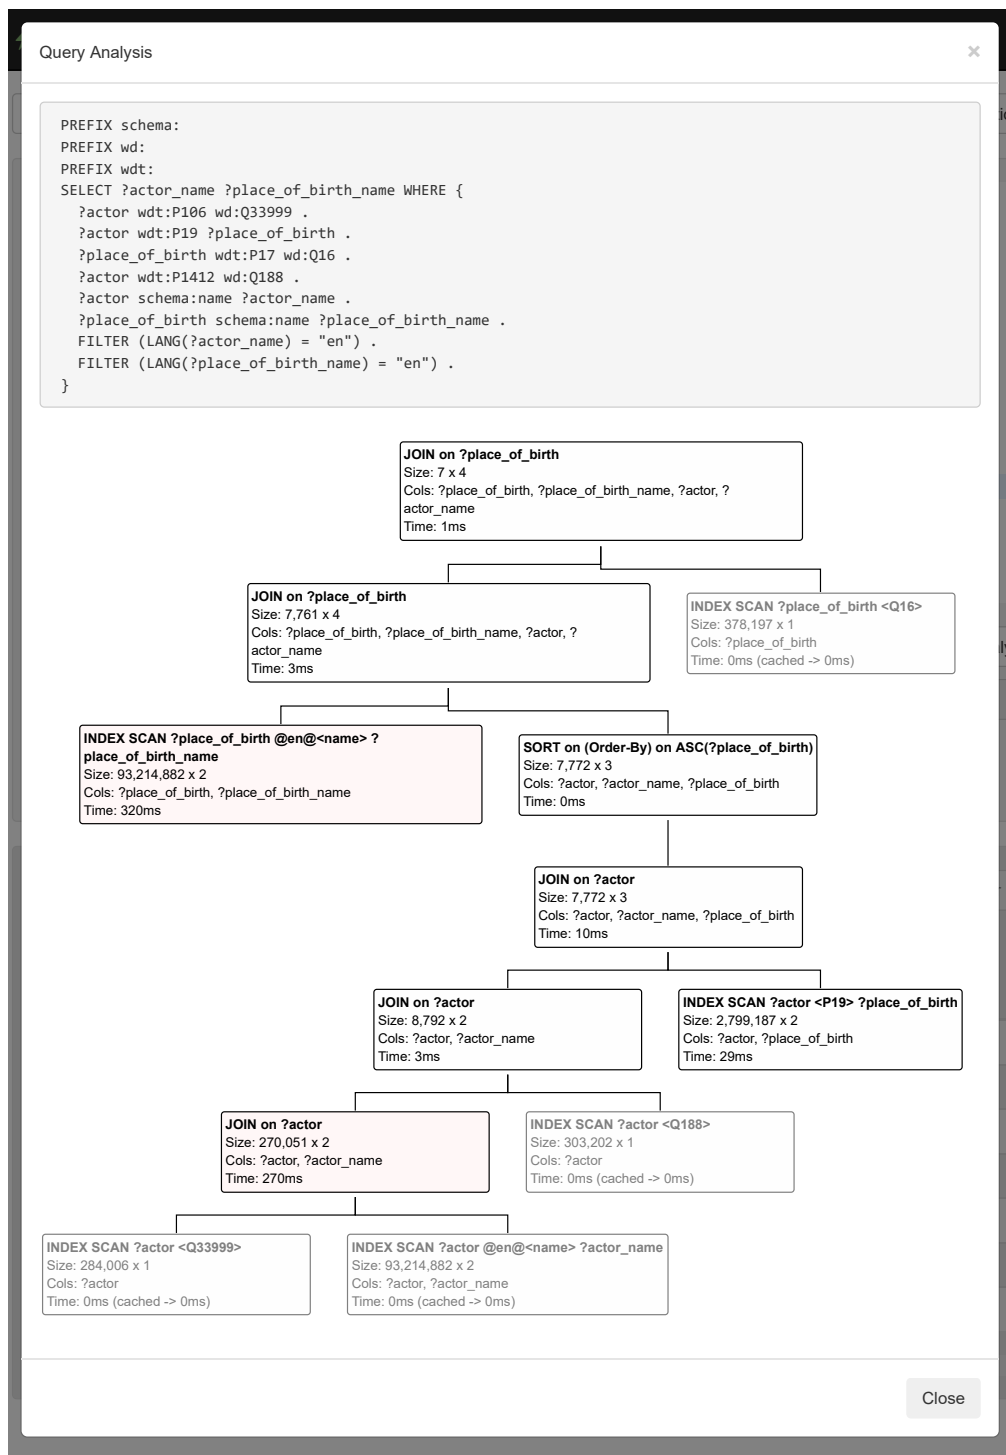 Query Analysis ×
PREFIX schema:
PREFIX wd:
PREFIX wdt:
SELECT ?actor_name ?place_of_birth_name WHERE {
  ?actor wdt:P106 wd:Q33999 .
  ?actor wdt:P19 ?place_of_birth .
  ?place_of_birth wdt:P17 wd:Q16 .
  ?actor wdt:P1412 wd:Q188 .
  ?actor schema:name ?actor_name .
  ?place_of_birth schema:name ?place_of_birth_name .
  FILTER (LANG(?actor_name) = "en") .
  FILTER (LANG(?place_of_birth_name) = "en") .
}
JOIN on ?place_of_birth
Size: 7 x 4
Cols: ?place_of_birth, ?place_of_birth_name, ?actor, ?
actor_name
Time: 1ms
JOIN on ?place_of_birth
Size: 7,761 x 4
Cols: ?place_of_birth, ?place_of_birth_name, ?actor, ?
actor_name
Time: 3ms
INDEX SCAN ?place_of_birth <Q16>
Size: 378,197 x 1
Cols: ?place_of_birth
Time: 0ms (cached -> 0ms)
INDEX SCAN ?place_of_birth @en@<name> ?
place_of_birth_name
Size: 93,214,882 x 2
Cols: ?place_of_birth, ?place_of_birth_name
Time: 320ms
SORT on (Order-By) on ASC(?place_of_birth)
Size: 7,772 x 3
Cols: ?actor, ?actor_name, ?place_of_birth
Time: 0ms
JOIN on ?actor
Size: 7,772 x 3
Cols: ?actor, ?actor_name, ?place_of_birth
Time: 10ms
JOIN on ?actor
Size: 8,792 x 2
Cols: ?actor, ?actor_name
Time: 3ms
INDEX SCAN ?actor <P19> ?place_of_birth
Size: 2,799,187 x 2
Cols: ?actor, ?place_of_birth
Time: 29ms
JOIN on ?actor
Size: 270,051 x 2
Cols: ?actor, ?actor_name
Time: 270ms
INDEX SCAN ?actor <Q188>
Size: 303,202 x 1
Cols: ?actor
Time: 0ms (cached -> 0ms)
INDEX SCAN ?actor <Q33999>
Size: 284,006 x 1
Cols: ?actor
Time: 0ms (cached -> 0ms)
INDEX SCAN ?actor @en@<name> ?actor_name
Size: 93,214,882 x 2
Cols: ?actor, ?actor_name
Time: 0ms (cached -> 0ms)
Close